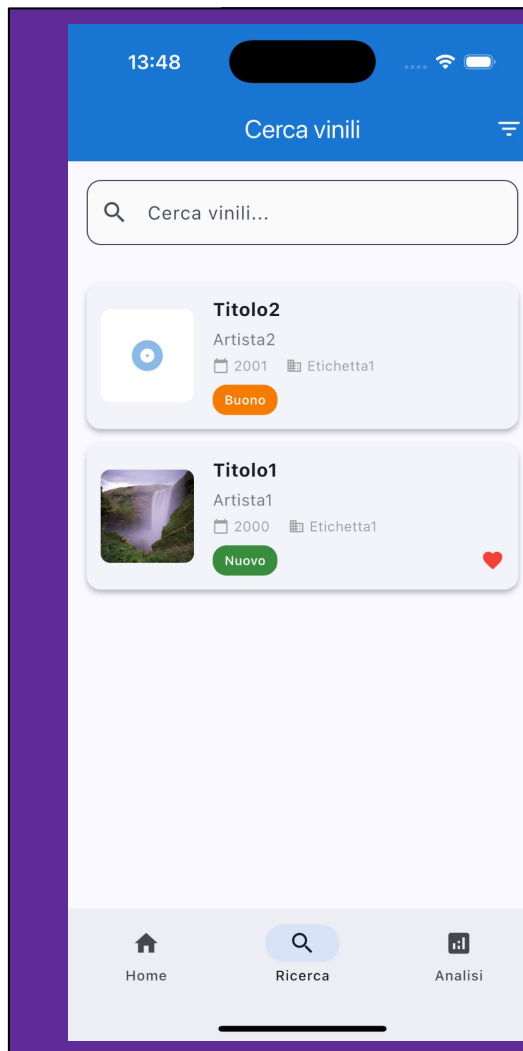 13:48
Cerca vinili
Cerca vinili...
Titolo2
Artista2
2001 Etichetta1
Buono
Titolo1
Artista1
2000 Etichetta1
Nuovo
Home Ricerca Analisi